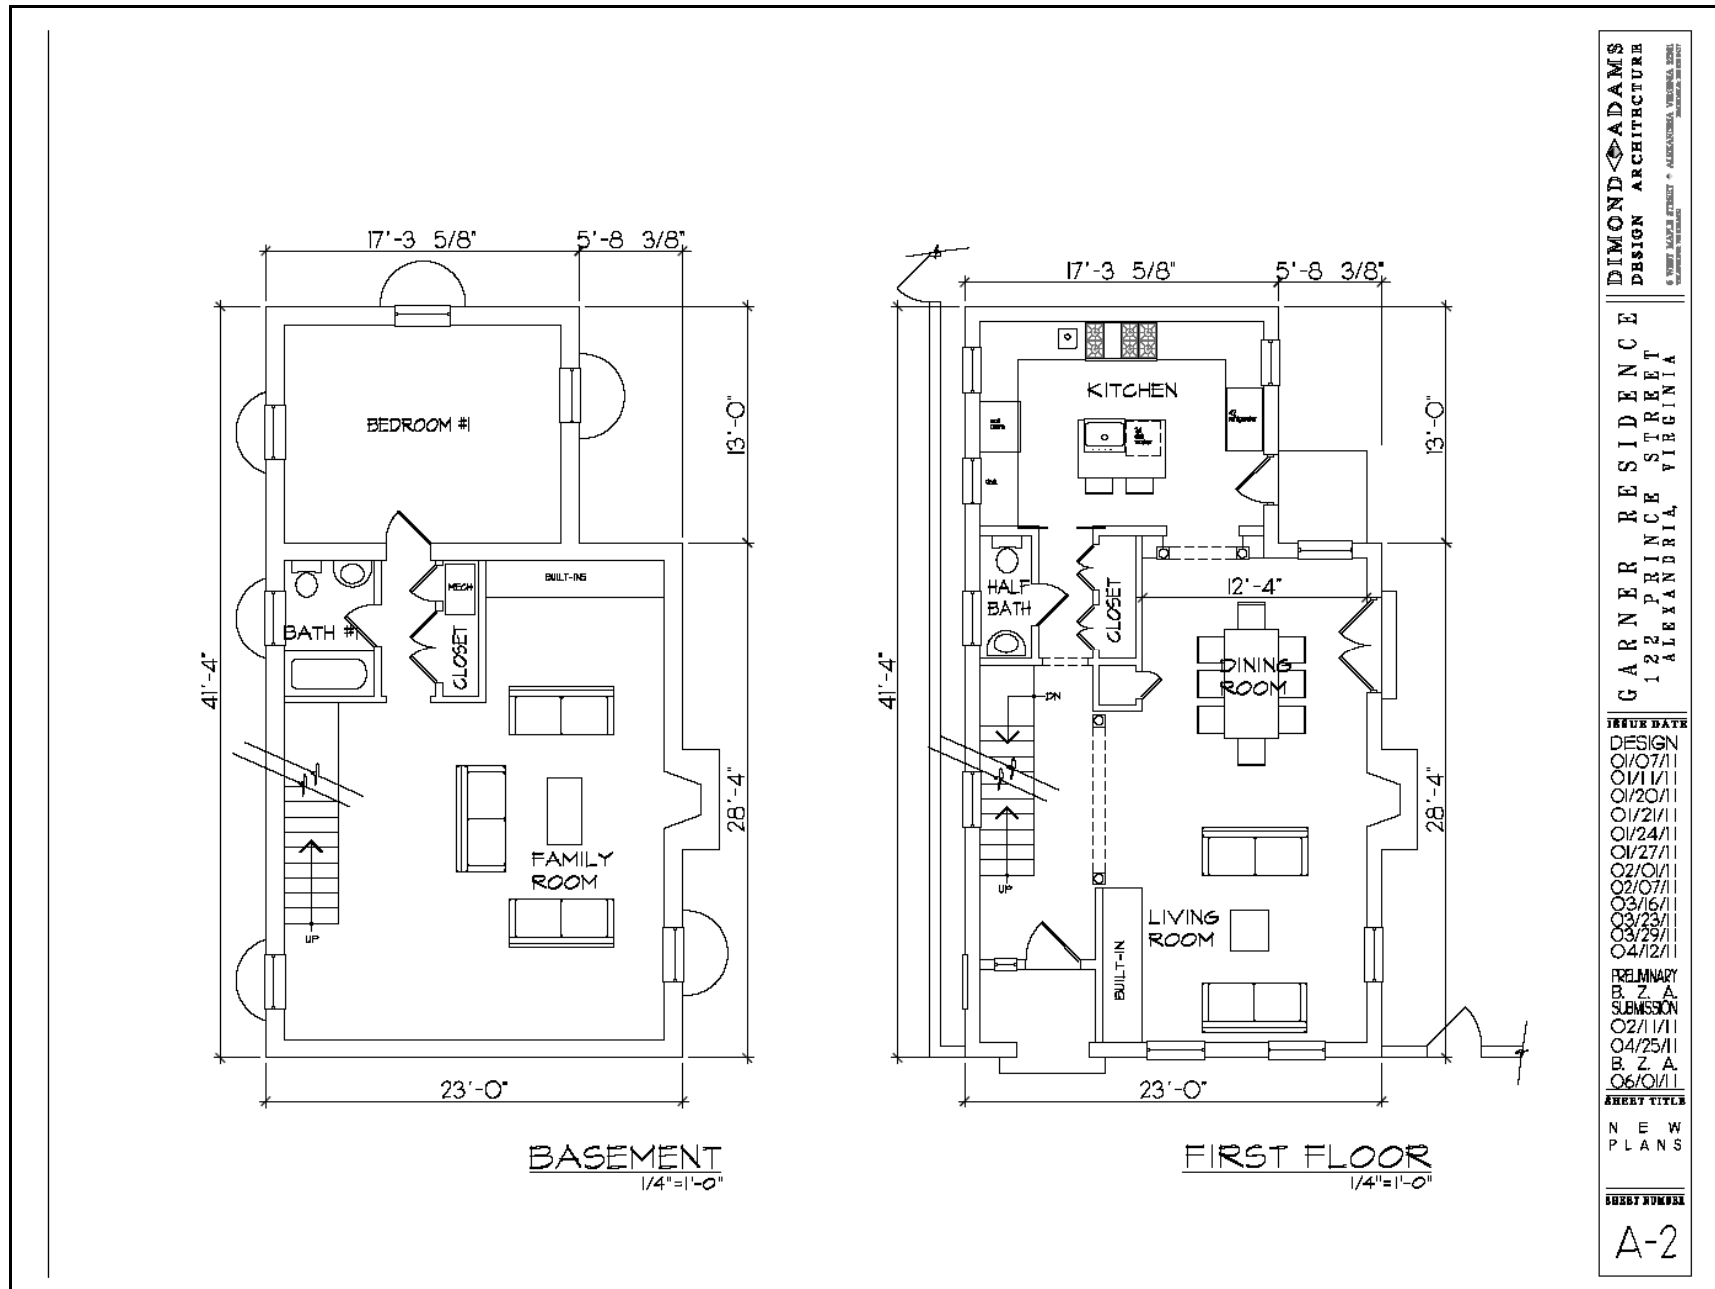 17'-3 5/8"
5'-8 3/8"
41'-4"
13'-0"
28'-4"
BEDROOM #1
BATH #1
MECH
CLOSET
BUILT-INS
FAMILY
ROOM
UP
23'-0"
BASEMENT
1/4"=1'-0"
17'-3 5/8"
5'-8 3/8"
41'-4"
13'-0"
28'-4"
KITCHEN
HALF
BATH
CLOSET
12'-4"
DINING
ROOM
DN
UP
LIVING
ROOM
BUILT-IN
23'-0"
FIRST FLOOR
1/4"=1'-0"
DIMOND ADAMS
DESIGN ARCHITECTURE
GARNER RESIDENCE
122 PRINCE STREET
ALEXANDRIA, VIRGINIA
ISSUE DATE
DESIGN
01/07/11
01/11/11
01/20/11
01/21/11
01/24/11
01/27/11
02/01/11
02/07/11
03/16/11
03/23/11
03/29/11
04/12/11
PRELIMINARY
B. Z. A.
SUBMISSION
02/11/11
04/25/11
B. Z. A.
06/01/11
SHEET TITLE
NEW
PLANS
SHEET NUMBER
A-2